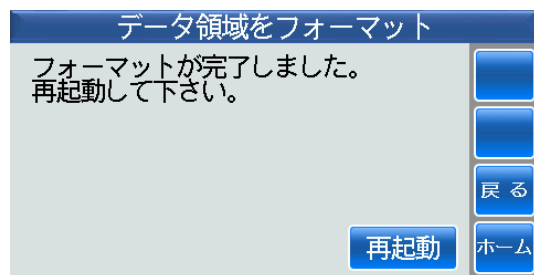 データ領域をフォーマット
フォーマットが完了しました。
再起動して下さい。
戻る
再起動
ホーム